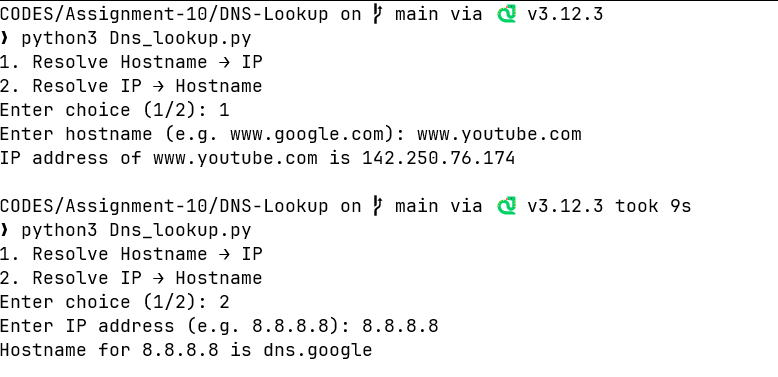 CODES/Assignment-10/DNS-Lookup on main via v3.12.3
❯ python3 Dns_lookup.py
1. Resolve Hostname → IP
2. Resolve IP → Hostname
Enter choice (1/2): 1
Enter hostname (e.g. www.google.com): www.youtube.com
IP address of www.youtube.com is 142.250.76.174
CODES/Assignment-10/DNS-Lookup on main via v3.12.3 took 9s
❯ python3 Dns_lookup.py
1. Resolve Hostname → IP
2. Resolve IP → Hostname
Enter choice (1/2): 2
Enter IP address (e.g. 8.8.8.8): 8.8.8.8
Hostname for 8.8.8.8 is dns.google